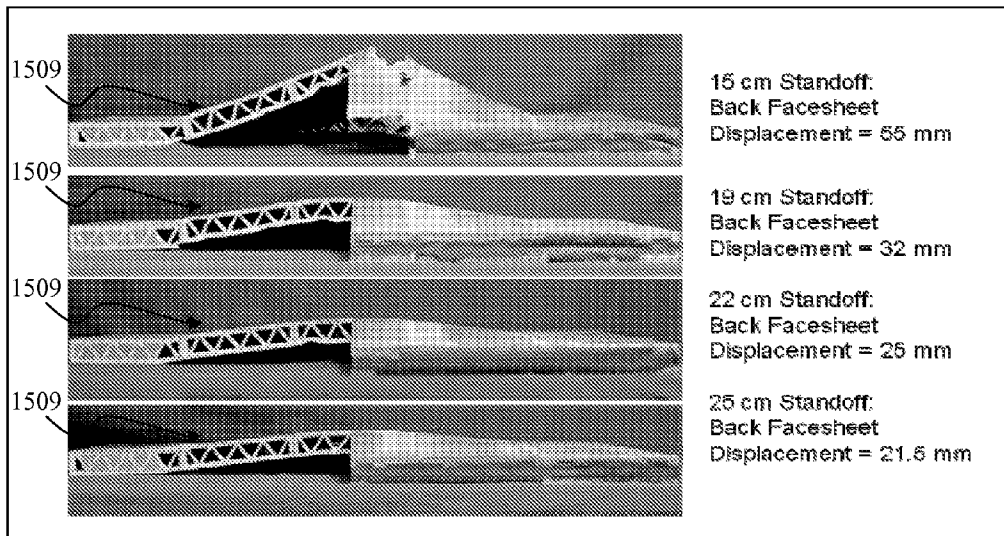 1509
15 cm Standoff:
Back Facesheet
Displacement = 55 mm
1509
19 cm Standoff:
Back Facesheet
Displacement = 32 mm
1509
22 cm Standoff:
Back Facesheet
Displacement = 25 mm
1509
25 cm Standoff:
Back Facesheet
Displacement = 21.5 mm